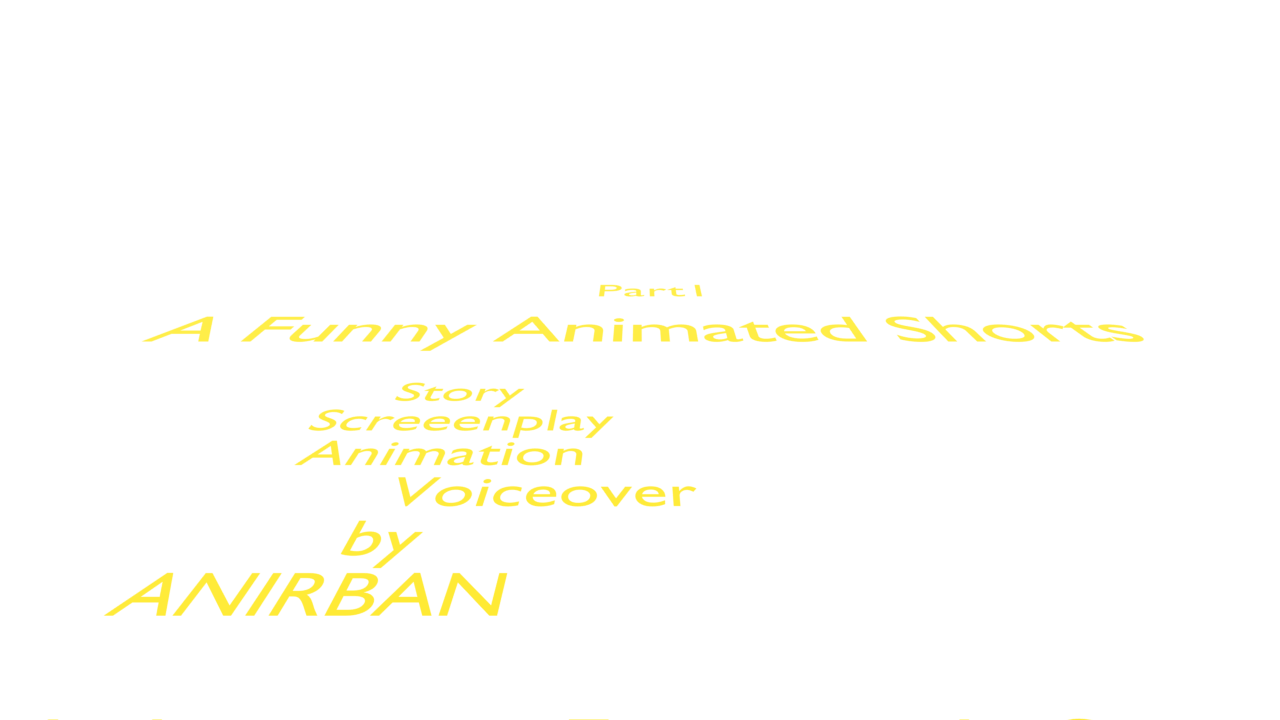 Part I
A Funny Animated Shorts
Story
Screeenplay
Animation
Voiceover
by
ANIRBAN